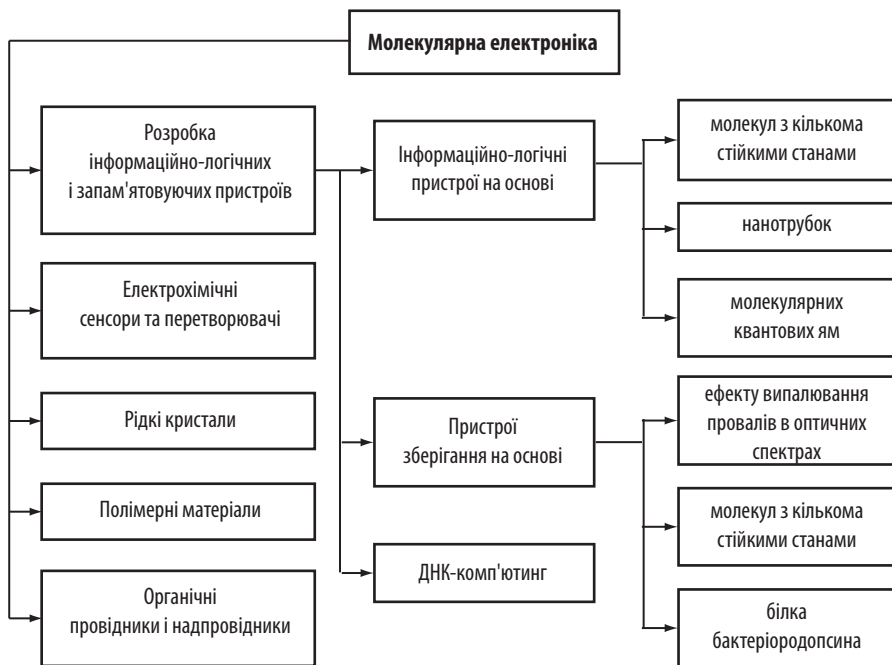 Молекулярна електроніка
Розробка
інформаційно-логічних
і запам'ятовуючих пристроїв
Електрохімічні
сенсори та перетворювачі
Рідкі кристали
Полімерні матеріали
Органічні
провідники і надпровідники
Інформаційно-логічні
пристрої на основі
Пристрої
зберігання на основі
ДНК-комп'ютинг
молекул з кількома
стійкими станами
нанотрубок
молекулярних
квантових ям
ефекту випалювання
провалів в оптичних
спектрах
молекул з кількома
стійкими станами
білка
бактеріородопсина